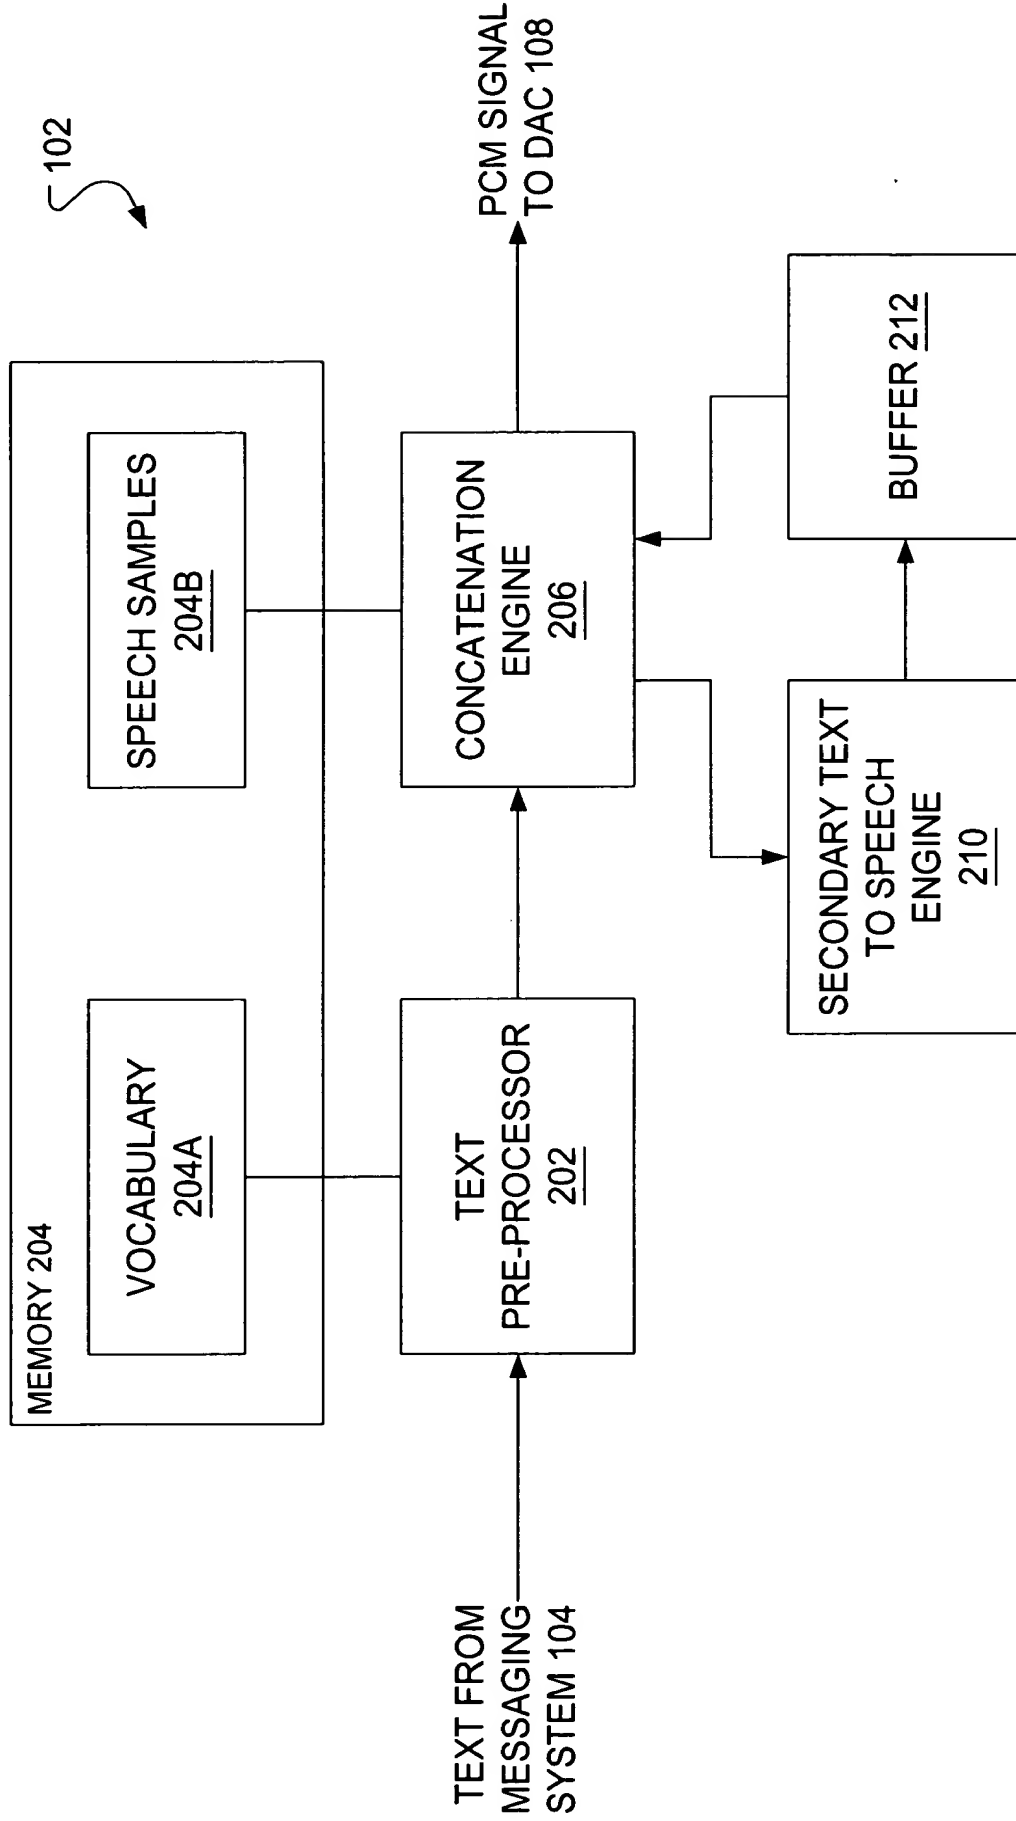 102
MEMORY 204
VOCABULARY
204A
SPEECH SAMPLES
204B
TEXT FROM
MESSAGING
SYSTEM 104
TEXT
PRE-PROCESSOR
202
CONCATENATION
ENGINE
206
PCM SIGNAL
TO DAC 108
SECONDARY TEXT
TO SPEECH
ENGINE
210
BUFFER 212